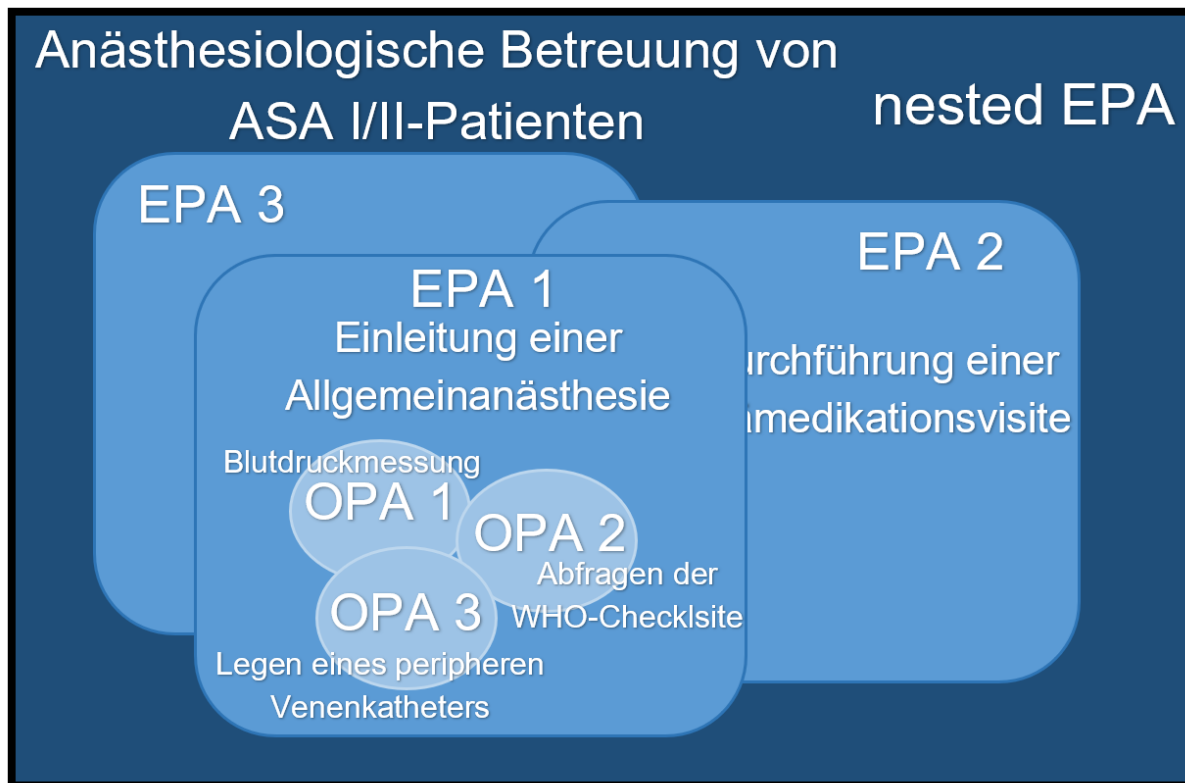 Anästhesiologische Betreuung von
ASA I/II-Patienten
nested EPA
EPA 3
EPA 2
urchführung einer
amedikationsvisite
EPA 1
Einleitung einer
Allgemeinanästhesie
Blutdruckmessung
OPA 1
OPA 2
Abfragen der
WHO-Checklsite
OPA 3
Legen eines peripheren
Venenkatheters